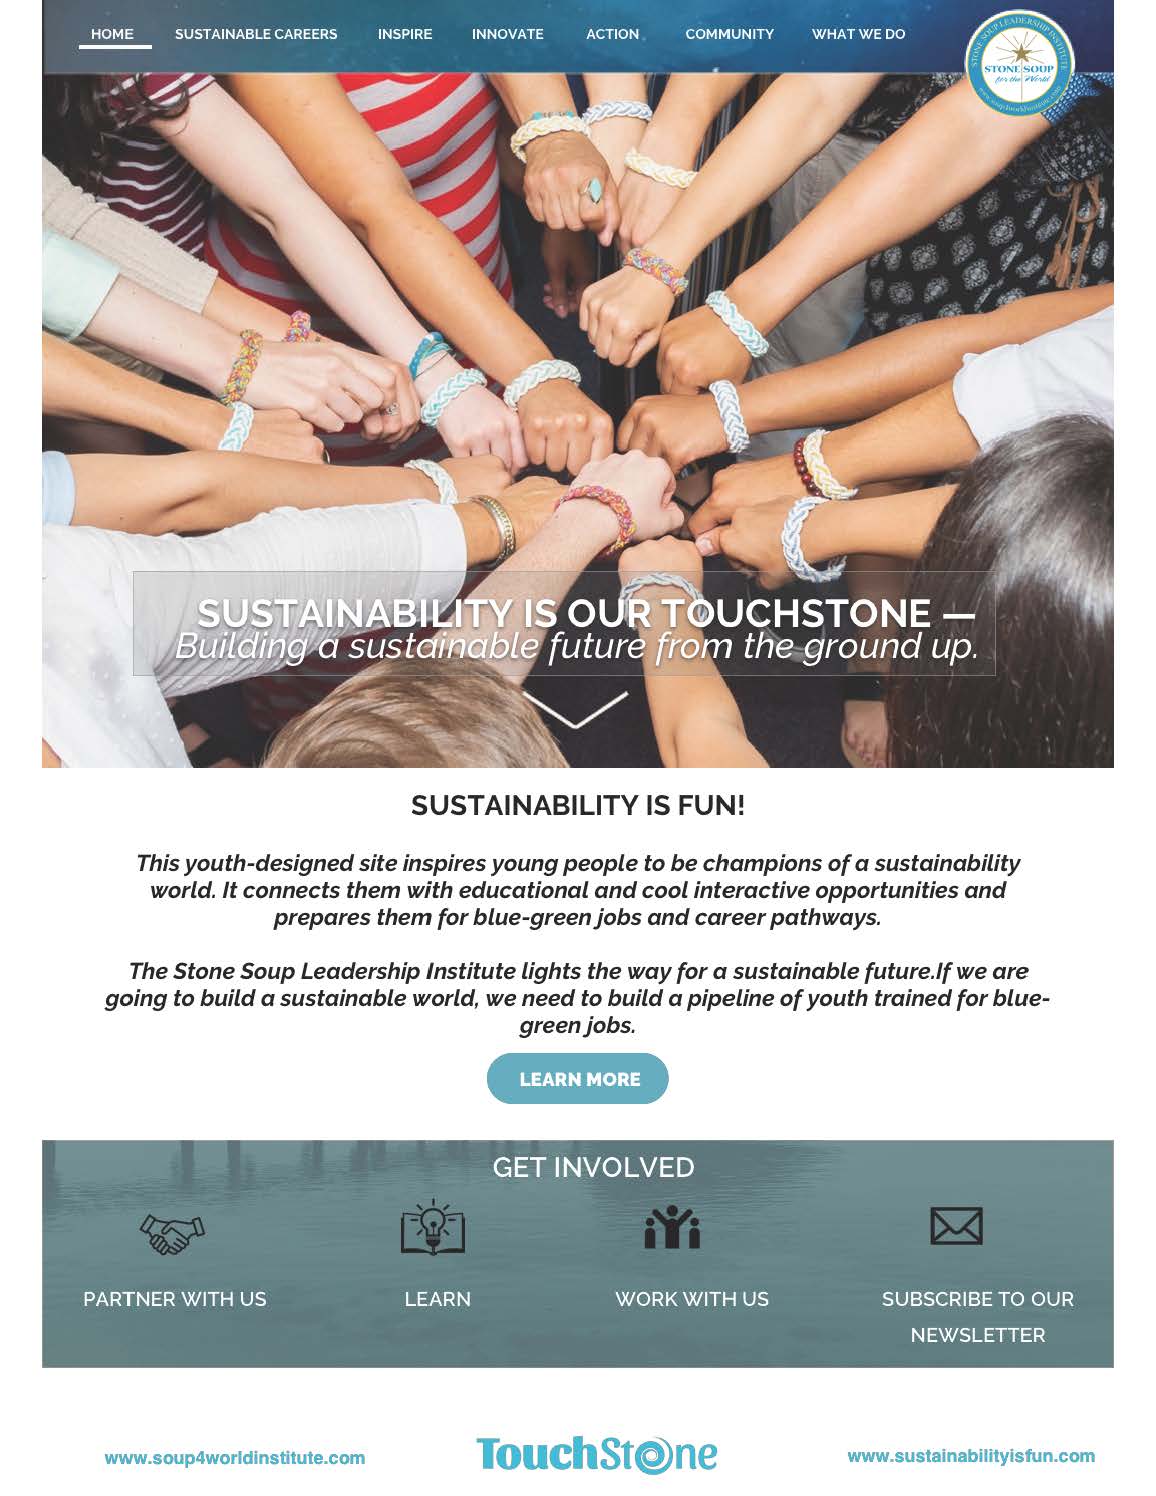 HOME SUSTAINABLE CAREERS INSPIRE INNOVATE ACTION COMMUNITY WHAT WE DO
STONE SOUP LEADERSHIP INSTITUTE
STONE SOUP
for the World
www.soup4worldinstitute.com
SUSTAINABILITY IS OUR TOUCHSTONE —
Building a sustainable future from the ground up.
SUSTAINABILITY IS FUN!
This youth-designed site inspires young people to be champions of a sustainability
world. It connects them with educational and cool interactive opportunities and
prepares them for blue-green jobs and career pathways.
The Stone Soup Leadership Institute lights the way for a sustainable future.If we are
going to build a sustainable world, we need to build a pipeline of youth trained for blue-
green jobs.
LEARN MORE
GET INVOLVED
PARTNER WITH US LEARN WORK WITH US SUBSCRIBE TO OUR
NEWSLETTER
www.soup4worldinstitute.com TouchStone www.sustainabilityisfun.com